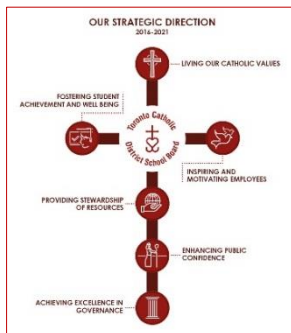 OUR STRATEGIC DIRECTION
2016-2021
LIVING OUR CATHOLIC VALUES
FOSTERING STUDENT
ACHIEVEMENT AND WELL BEING
Toronto Catholic
District School Board
INSPIRING AND
MOTIVATING EMPLOYEES
PROVIDING STEWARDSHIP
OF RESOURCES
ENHANCING PUBLIC
CONFIDENCE
ACHIEVING EXCELLENCE IN
GOVERNANCE